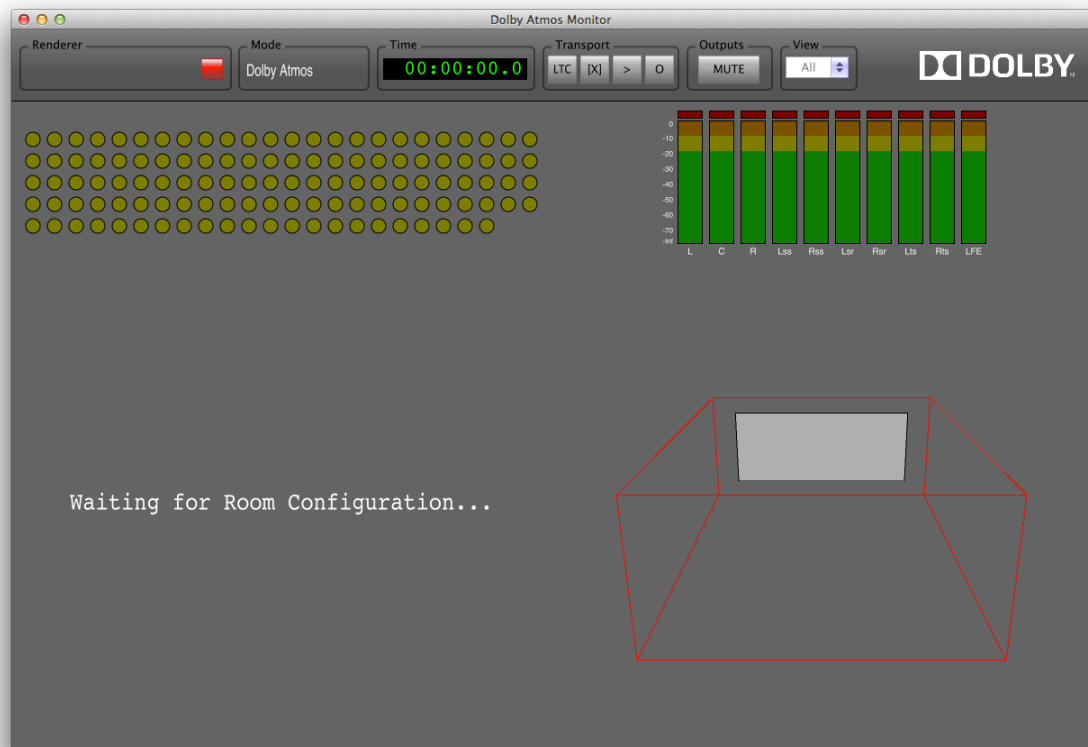 Dolby Atmos Monitor
Renderer Mode Time Transport Outputs View
Dolby Atmos 00:00:00.0 LTC [X] > O MUTE All DOLBY
0
-10
-20
-30
-40
-50
-60
-70
-Inf
L C R Lss Rss Lsr Rsr Lts Rts LFE
Waiting for Room Configuration...